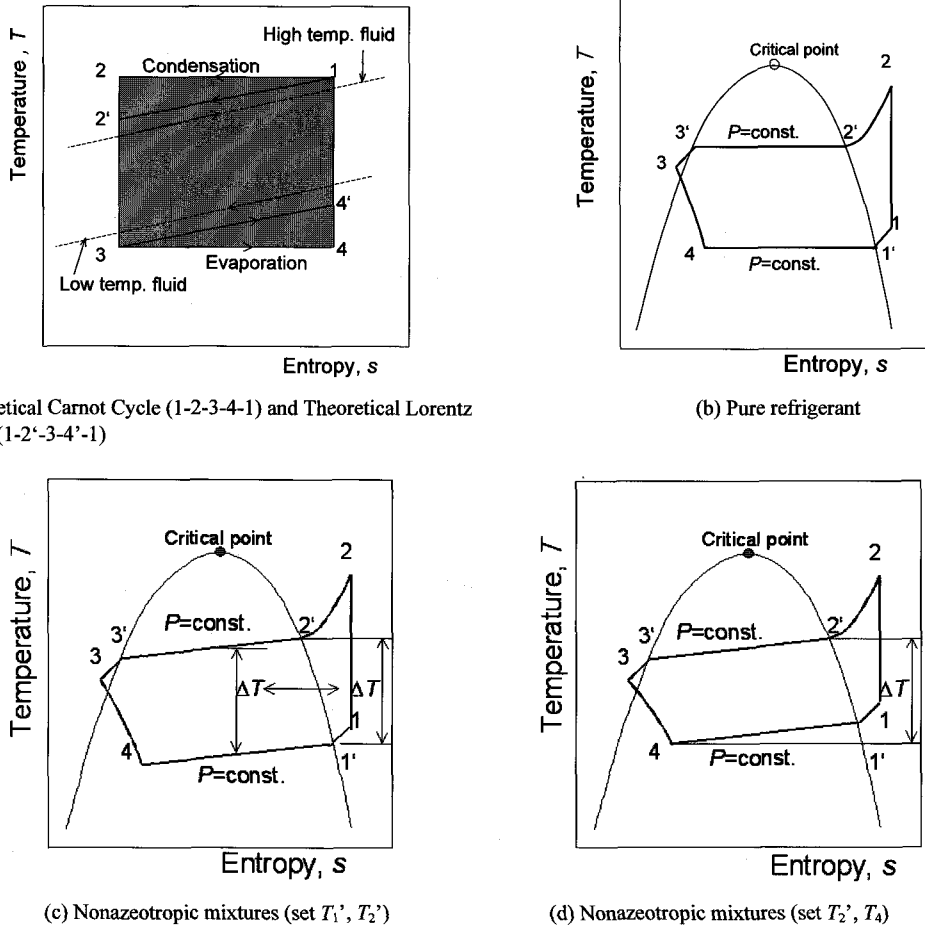 Temperature , T
2
Condensation
1
High temp. fluid
2‘
4‘
3
4
Evaporation
Low temp. fluid
Entropy, s
etical Carnot Cycle (1-2-3-4-1) and Theoretical Lorentz
(1-2‘-3-4’-1)
Temperature, T
Critical point
2
3‘
P=const.
2‘
3
1
4
1‘
P=const.
Entropy, s
(b) Pure refrigerant
Temperature, T
Critical point
2
3‘
P=const.
2‘
3
ΔT
ΔT
1
4
P=const.
1‘
Entropy, s
(c) Nonazeotropic mixtures (set T1’, T2’)
Temperature, T
Critical point
2
3‘
P=const.
2‘
3
ΔT
1
4
P=const.
1‘
Entropy, s
(d) Nonazeotropic mixtures (set T2’, T4)